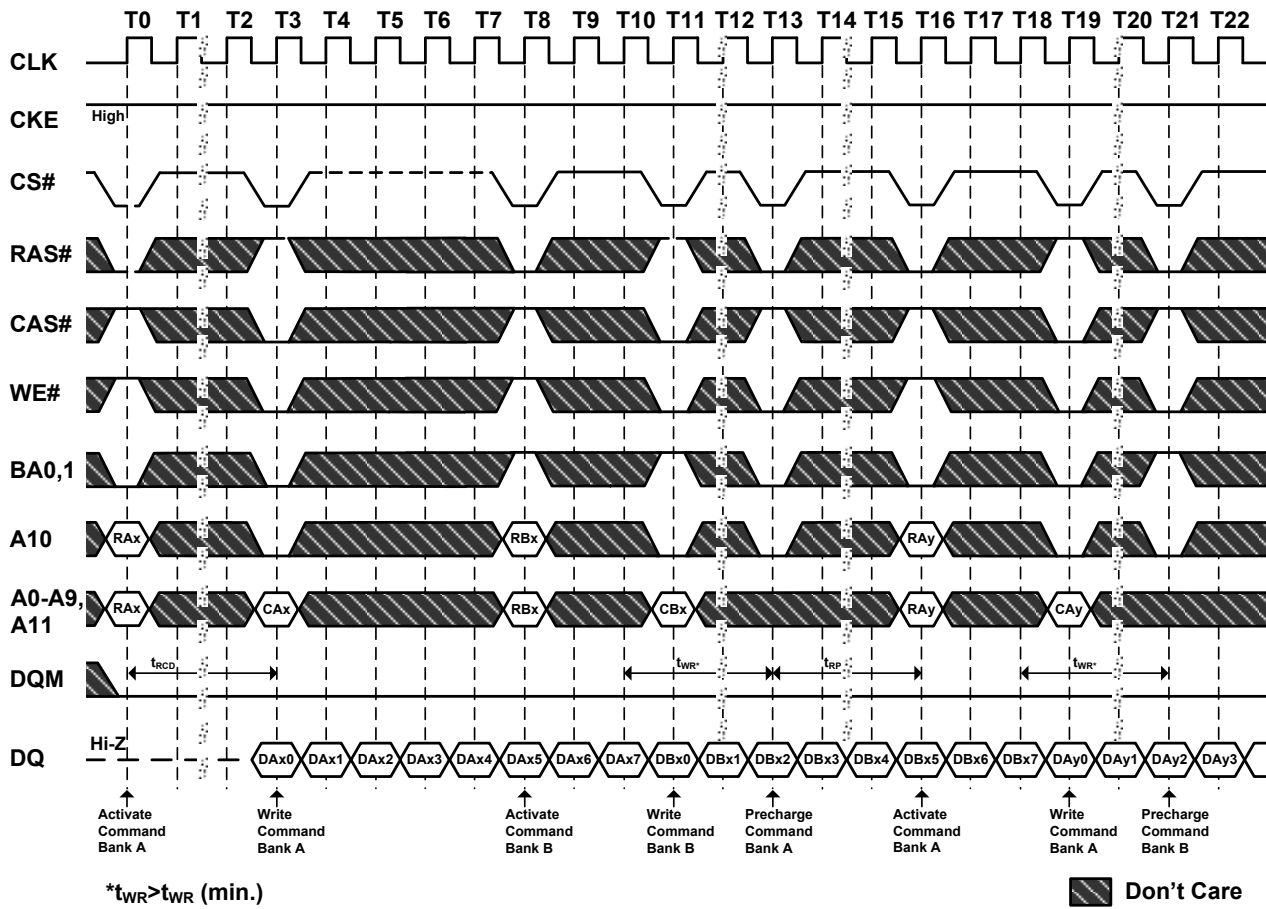 T0 T1 T2 T3 T4 T5 T6 T7 T8 T9 T10 T11 T12 T13 T14 T15 T16 T17 T18 T19 T20 T21 T22
CLK
CKE
High
CS#
RAS#
CAS#
WE#
BA0,1
A10
RAx RBx RAy
A0-A9,
A11
RAx CAx RBx CBx RAy CAy
DQM
tRCD tWR* tRP tWR*
DQ
Hi-Z
DAx0 DAx1 DAx2 DAx3 DAx4 DAx5 DAx6 DAx7 DBx0 DBx1 DBx2 DBx3 DBx4 DBx5 DBx6 DBx7 DAy0 DAy1 DAy2 DAy3
Activate
Command
Bank A
Write
Command
Bank A
Activate
Command
Bank B
Write
Command
Bank B
Precharge
Command
Bank A
Activate
Command
Bank A
Write
Command
Bank A
Precharge
Command
Bank B
*tWR>tWR (min.)
Don't Care